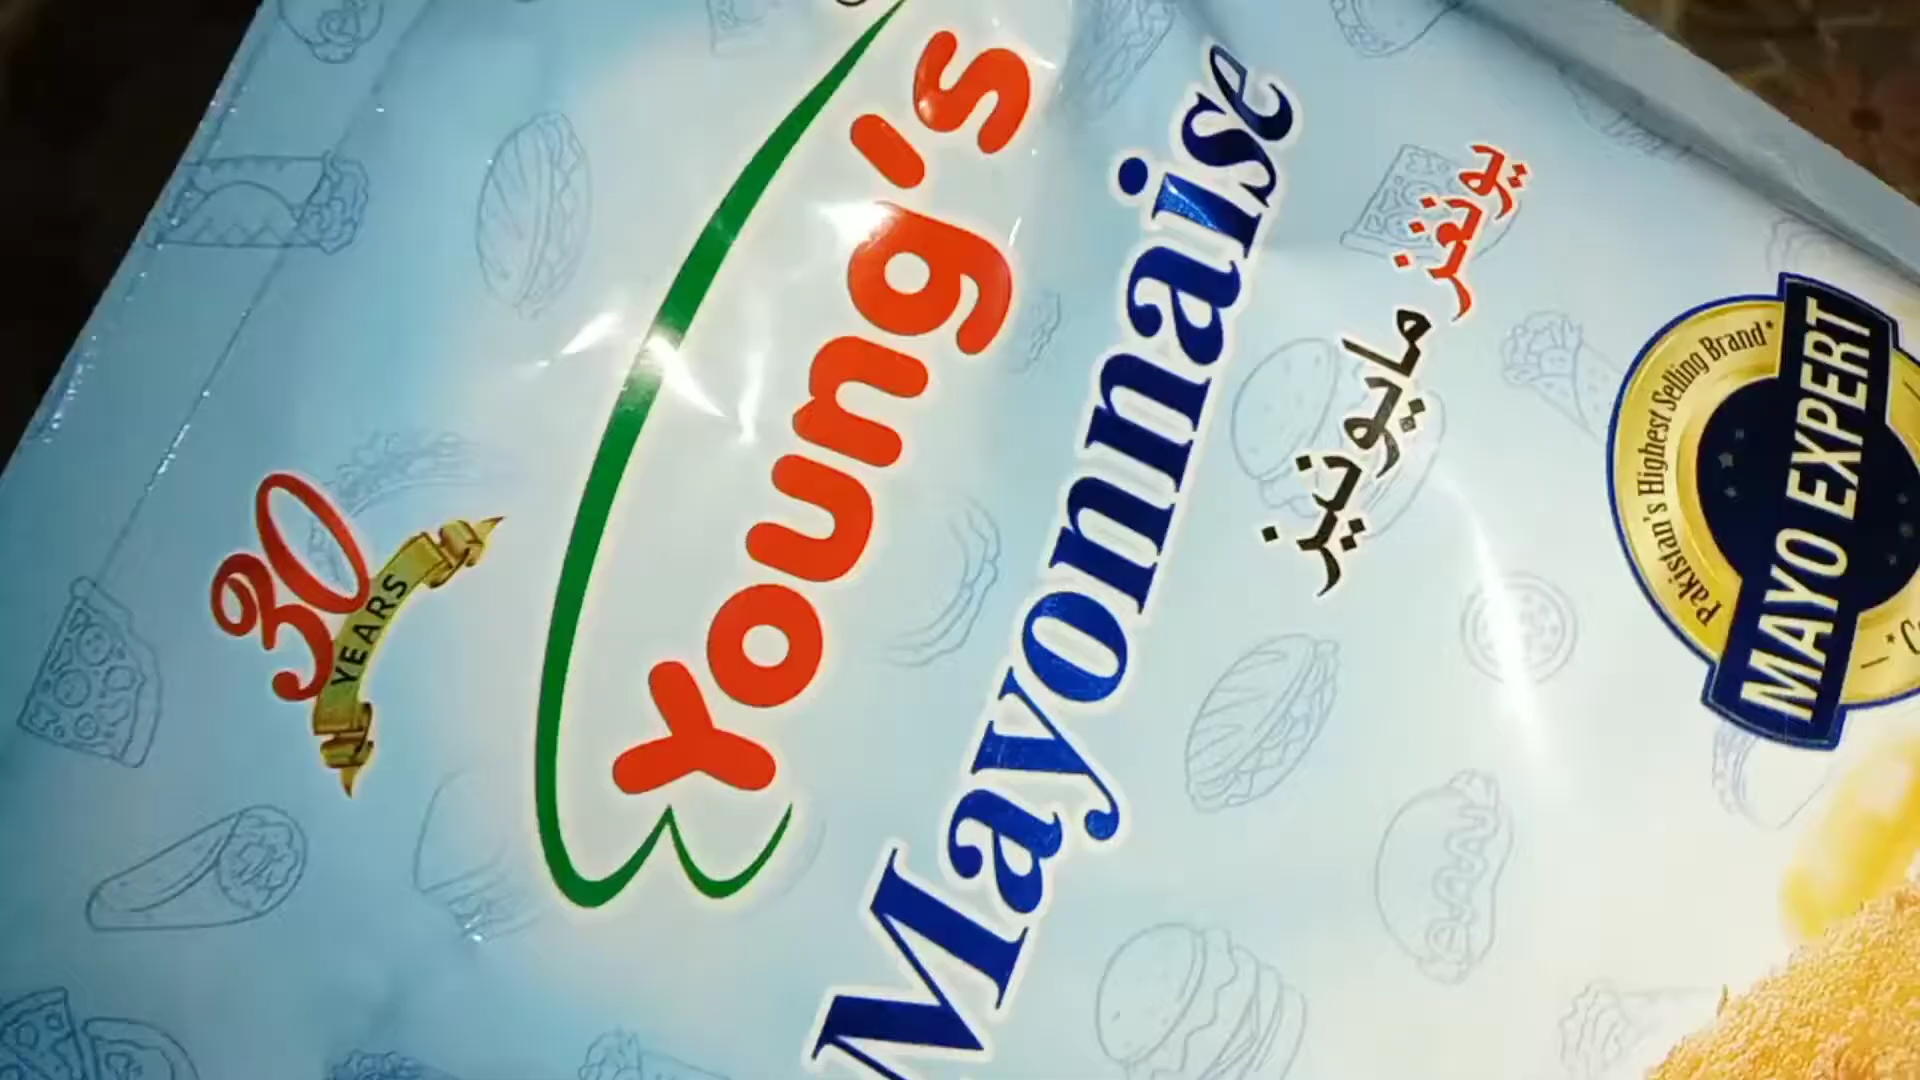 30
YEARS
Young's
Mayonnaise
ینگز مایونیز
Pakistan's Highest Selling Brand
MAYO EXPERT